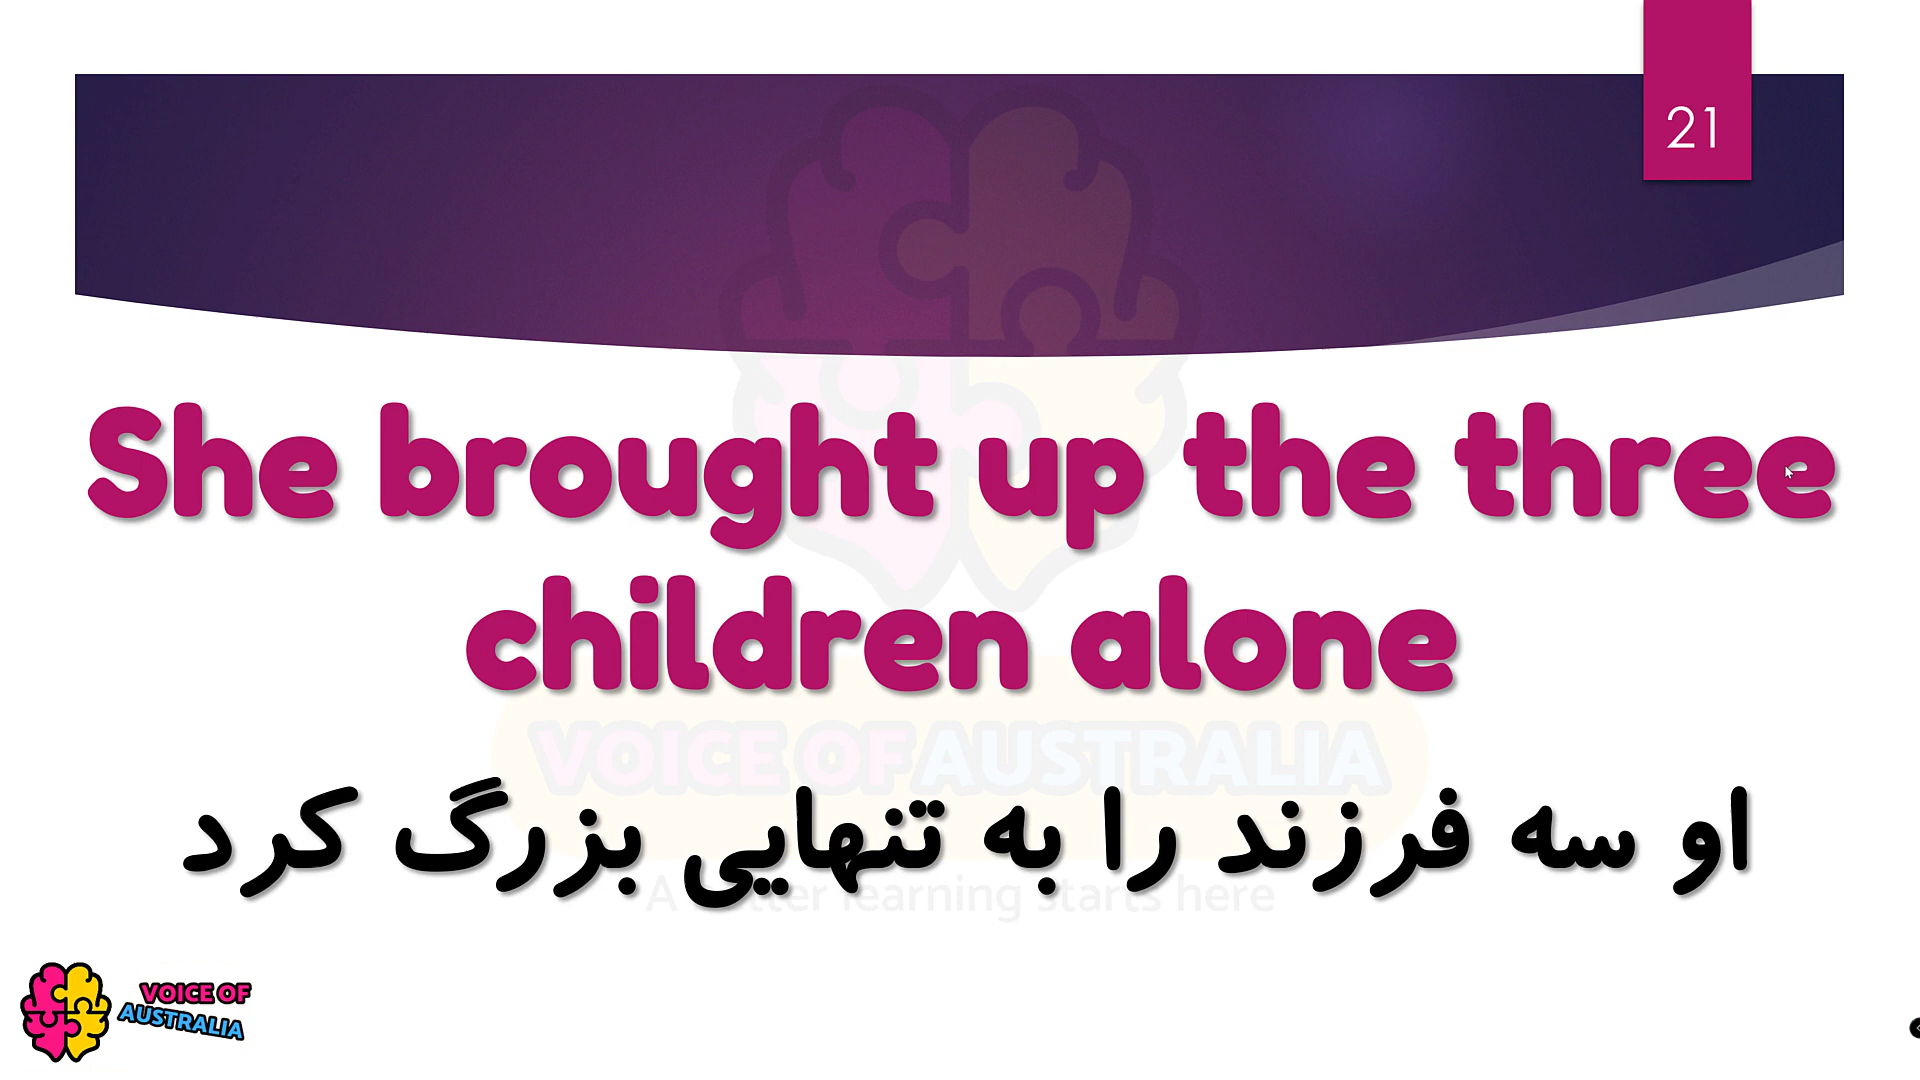 21
She brought up the three
children alone
VOICE OF AUSTRALIA
او سه فرزند را به تنهایی بزرگ کرد
A better learning starts here
VOICE OF
AUSTRALIA